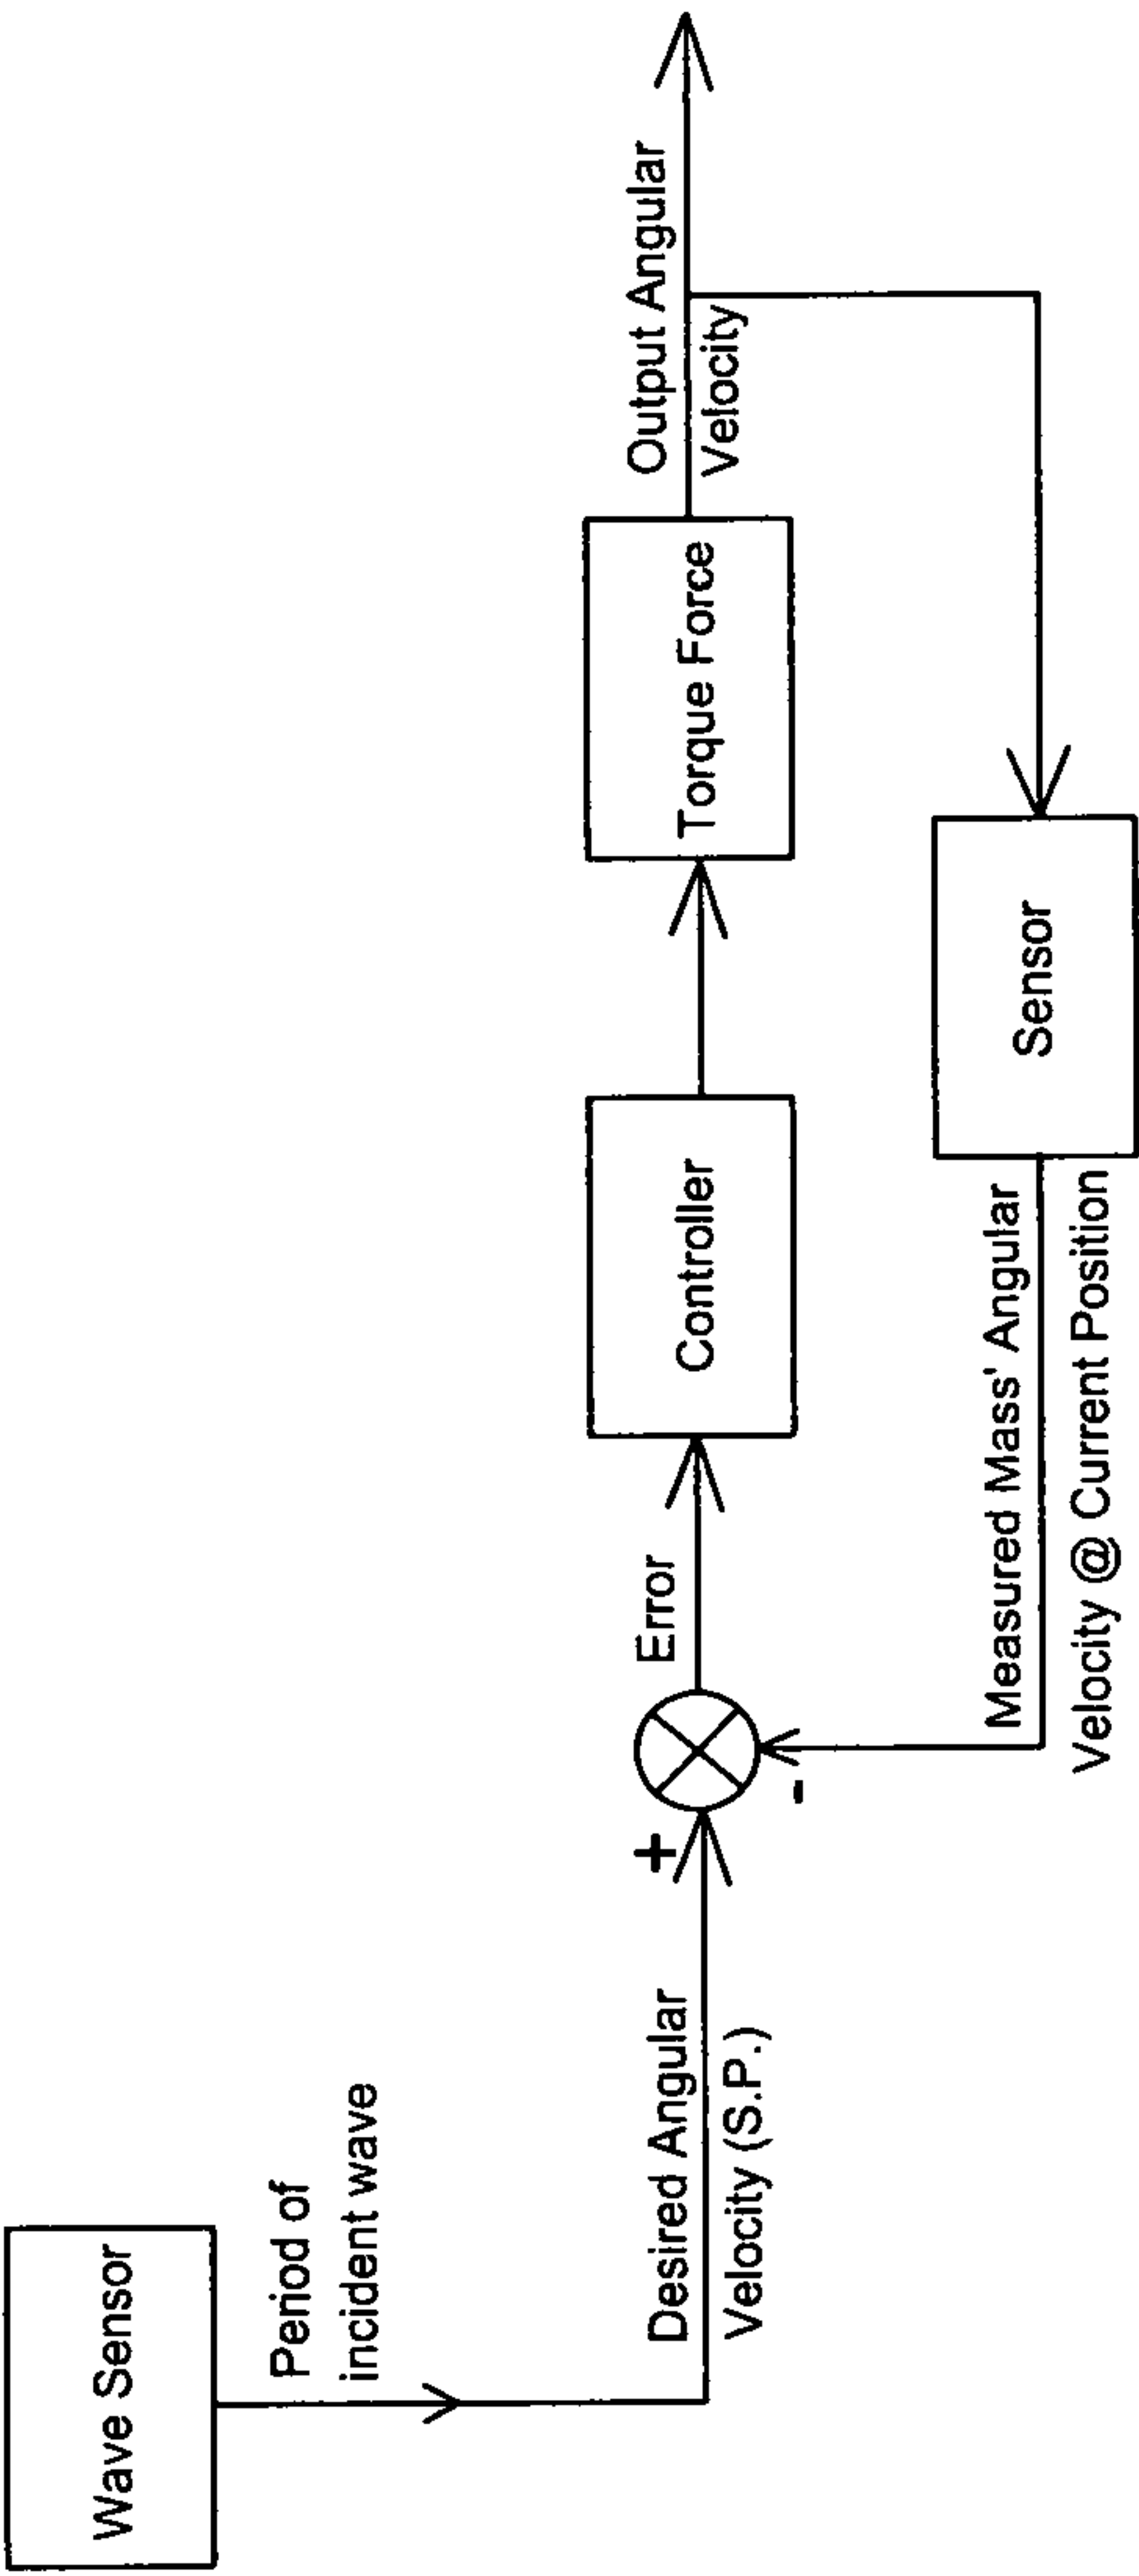 Wave Sensor
Period of
incident wave
Desired Angular
Velocity (S.P.)
+
-
Error
Controller
Torque Force
Output Angular
Velocity
Sensor
Measured Mass' Angular
Velocity @ Current Position